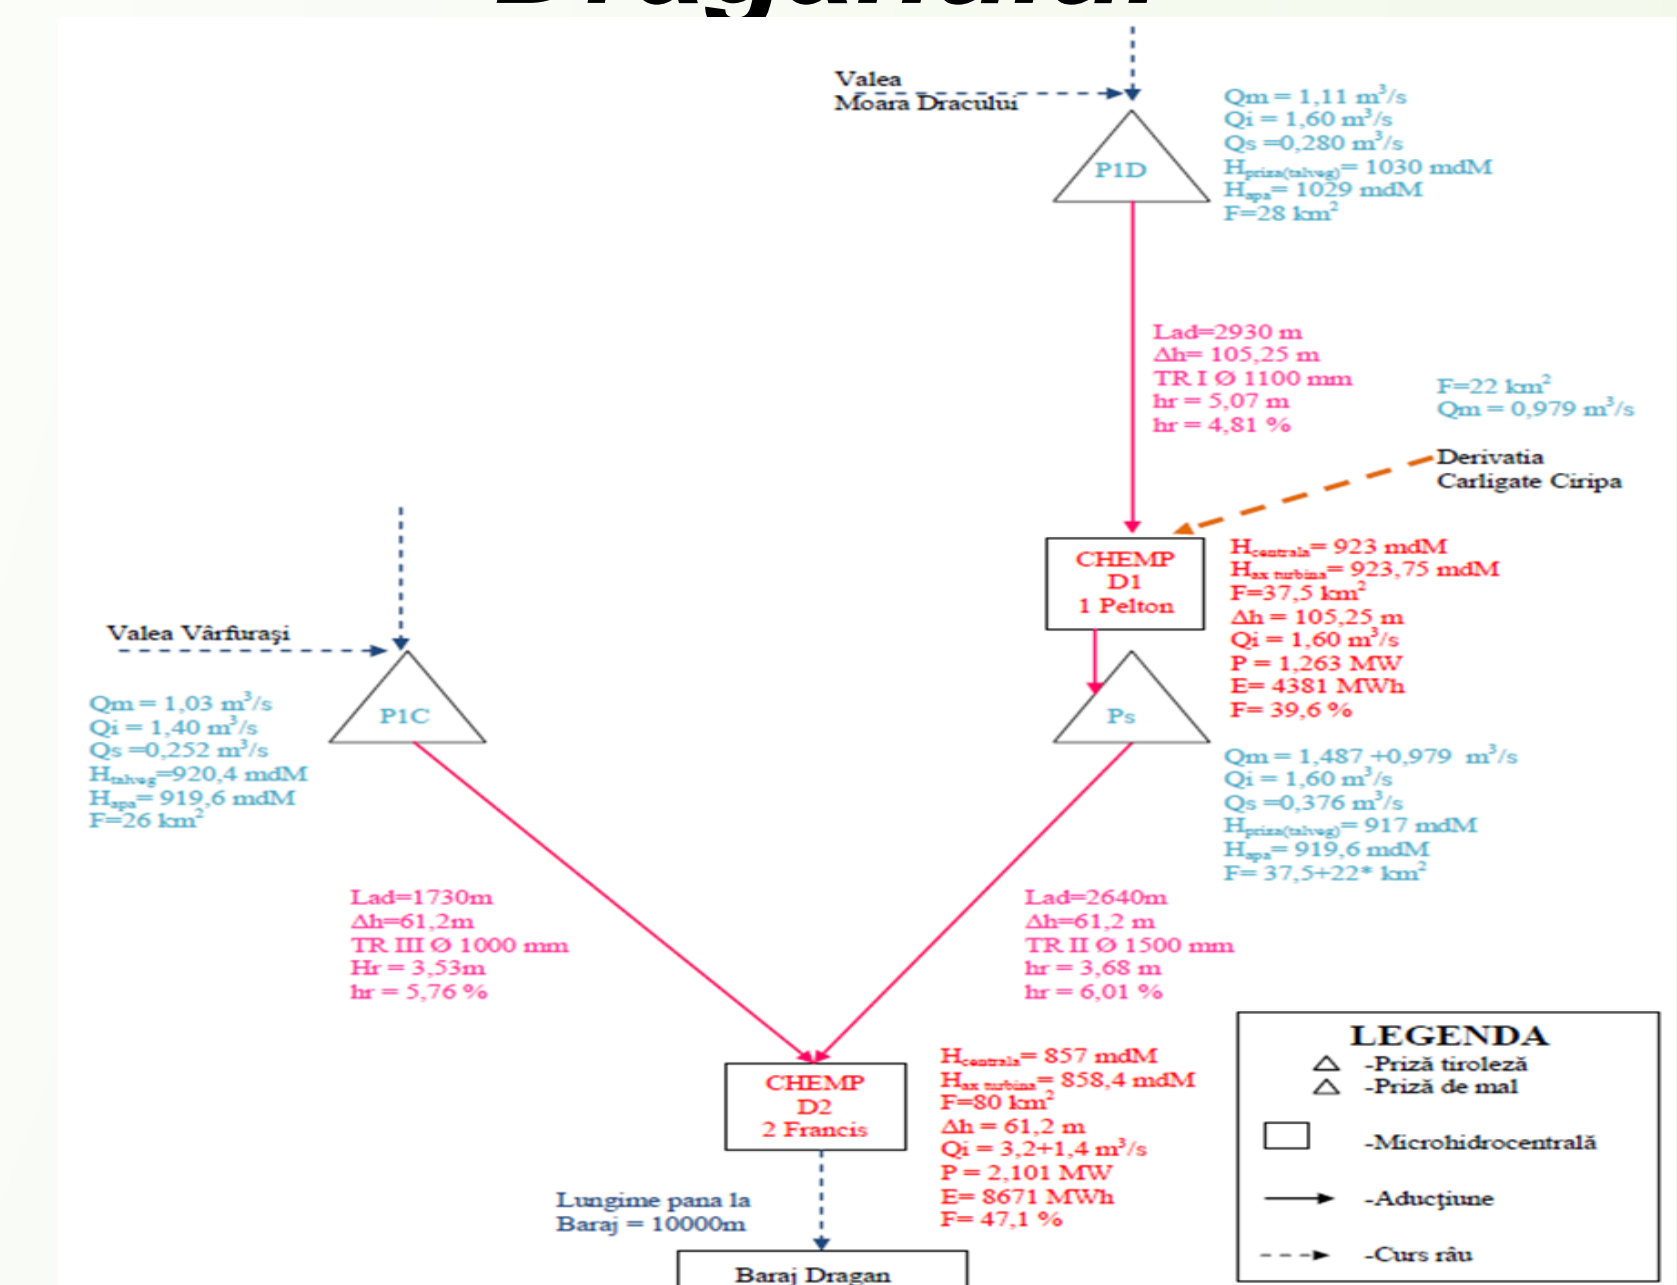 Valea
Moara Dracului
Qm = 1,11 m³/s
Qi = 1,60 m³/s
Qs =0,280 m³/s
Hpriza(talveg)= 1030 mdM
Hapa= 1029 mdM
F=28 km²
P1D
Lad=2930 m
Δh= 105,25 m
TR I Ø 1100 mm
hr = 5,07 m
hr = 4,81 %
F=22 km²
Qm = 0,979 m³/s
Derivatia
Carligate Ciripa
CHEMP
D1
1 Pelton
Hcentrala= 923 mdM
Hax turbina= 923,75 mdM
F=37,5 km²
Δh = 105,25 m
Qi = 1,60 m³/s
P = 1,263 MW
E= 4381 MWh
F= 39,6 %
Valea Vârfuraşi
P1C
Qm = 1,03 m³/s
Qi = 1,40 m³/s
Qs =0,252 m³/s
Htalveg=920,4 mdM
Hapa= 919,6 mdM
F=26 km²
Ps
Qm = 1,487 +0,979 m³/s
Qi = 1,60 m³/s
Qs =0,376 m³/s
Hpriza(talveg)= 917 mdM
Hapa= 919,6 mdM
F= 37,5+22* km²
Lad=1730m
Δh=61,2m
TR III Ø 1000 mm
Hr = 3,53m
hr = 5,76 %
Lad=2640m
Δh=61,2 m
TR II Ø 1500 mm
hr = 3,68 m
hr = 6,01 %
CHEMP
D2
2 Francis
Hcentrala= 857 mdM
Hax turbina= 858,4 mdM
F=80 km²
Δh = 61,2 m
Qi = 3,2+1,4 m³/s
P = 2,101 MW
E= 8671 MWh
F= 47,1 %
Lungime pana la
Baraj = 10000m
Baraj Dragan
LEGENDA
-Priză tiroleză
-Priză de mal
-Microhidrocentrală
-Aducţiune
-Curs râu